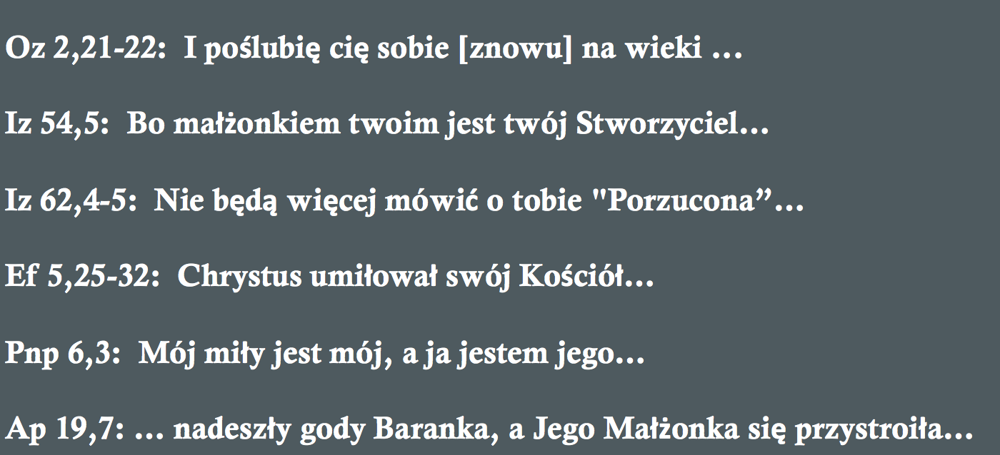 Oz 2,21-22:  I poślubię cię sobie [znowu] na wieki ...
Iz 54,5:  Bo małżonkiem twoim jest twój Stworzyciel...
Iz 62,4-5:  Nie będą więcej mówić o tobie "Porzucona”...
Ef 5,25-32:  Chrystus umiłował swój Kościół...
Pnp 6,3:  Mój miły jest mój, a ja jestem jego...
Ap 19,7: ... nadeszły gody Baranka, a Jego Małżonka się przystroiła...